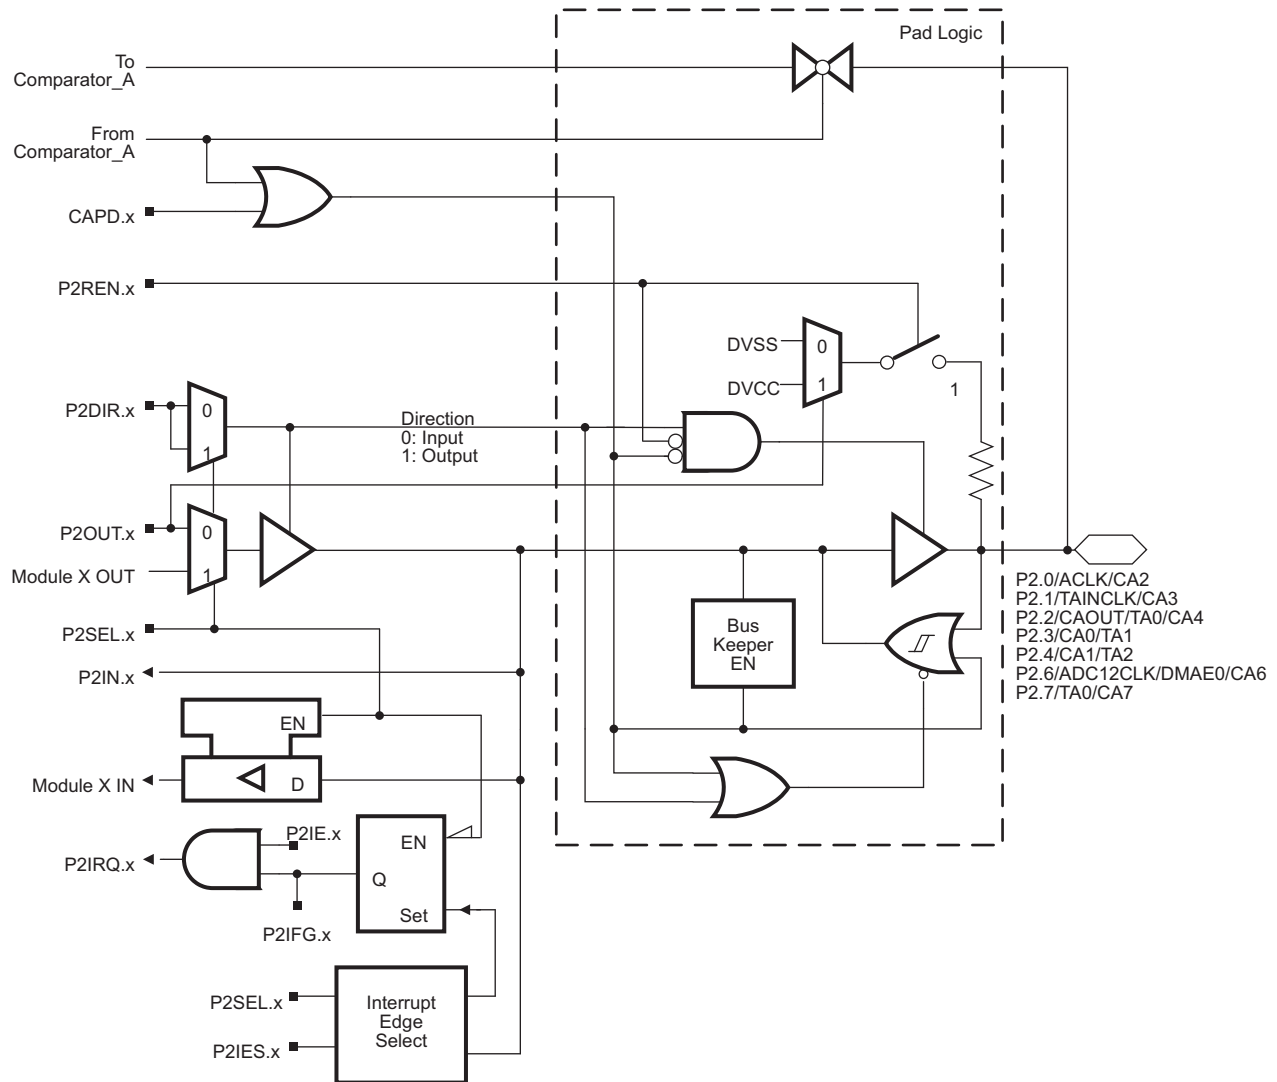 Pad Logic
To
Comparator_A
From
Comparator_A
CAPD.x
P2REN.x
DVSS
0
DVCC
1
1
P2DIR.x
0
1
Direction
0: Input
1: Output
P2OUT.x
0
Module X OUT
1
P2SEL.x
P2IN.x
Bus
Keeper
EN
P2.0/ACLK/CA2
P2.1/TAINCLK/CA3
P2.2/CAOUT/TA0/CA4
P2.3/CA0/TA1
P2.4/CA1/TA2
P2.6/ADC12CLK/DMAE0/CA6
P2.7/TA0/CA7
EN
Module X IN
D
P2IE.x
P2IRQ.x
EN
Q
Set
P2IFG.x
P2SEL.x
P2IES.x
Interrupt
Edge
Select